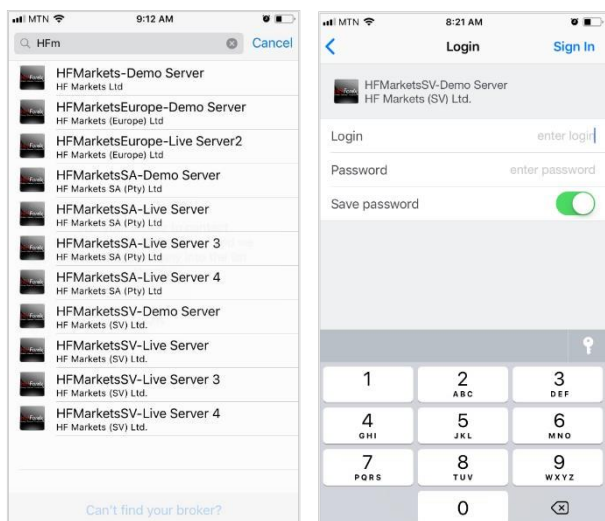 MTN 9:12 AM
HFm Cancel
HFMarkets-Demo Server
HF Markets Ltd
HFMarketsEurope-Demo Server
HF Markets (Europe) Ltd
HFMarketsEurope-Live Server2
HF Markets (Europe) Ltd
HFMarketsSA-Demo Server
HF Markets SA (Pty) Ltd
HFMarketsSA-Live Server
HF Markets SA (Pty) Ltd
HFMarketsSA-Live Server 3
HF Markets SA (Pty) Ltd
HFMarketsSA-Live Server 4
HF Markets SA (Pty) Ltd
HFMarketsSV-Demo Server
HF Markets (SV) Ltd.
HFMarketsSV-Live Server
HF Markets (SV) Ltd.
HFMarketsSV-Live Server 3
HF Markets (SV) Ltd.
HFMarketsSV-Live Server 4
HF Markets (SV) Ltd.
Can't find your broker?
MTN 8:21 AM
Login Sign In
HFMarketsSV-Demo Server
HF Markets (SV) Ltd.
Login enter login
Password enter password
Save password
1 2 3
ABC DEF
4 5 6
GHI JKL MNO
7 8 9
PQRS TUV WXYZ
0